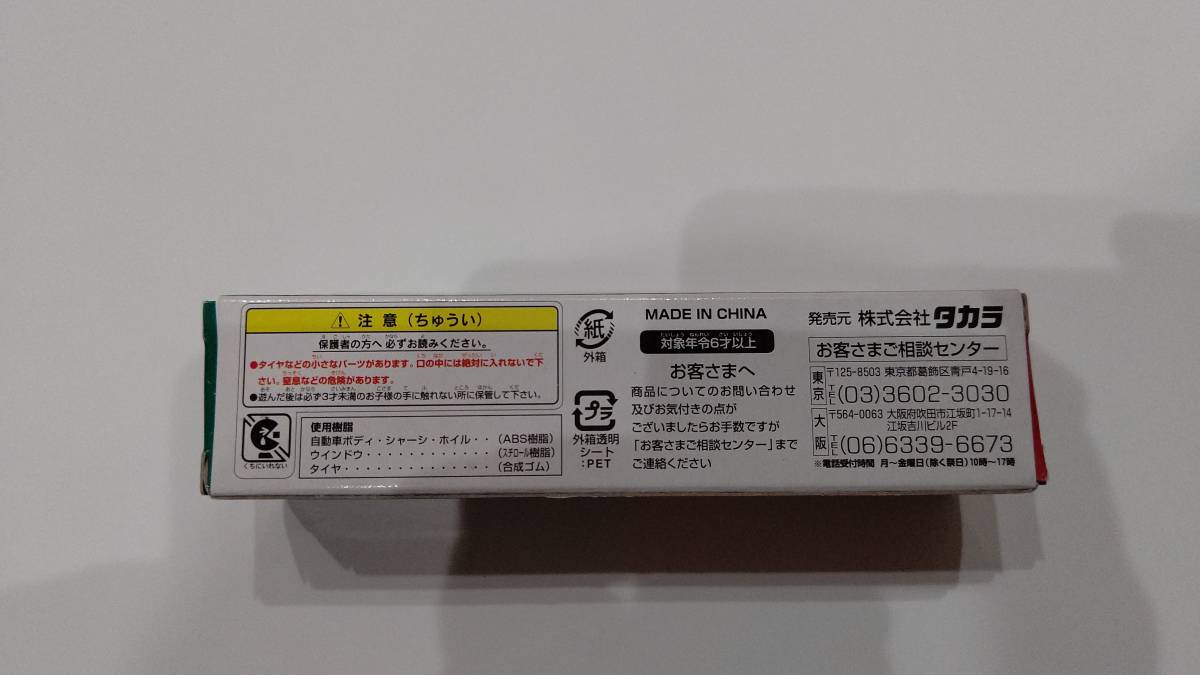 注 意（ちゅうい）
保護者の方へ 必ずお読みください。
●タイヤなどの小さなパーツがあります。口の中には絶対に入れないで下
さい。窒息などの危険があります。
●遊んだ後は必ず3才未満のお子様の手に触れない所に保管して下さい。
くちにいれない
使用樹脂
自動車ボディ・シャーシ・ホイル・・(ABS樹脂)
ウインドウ・・・・・・・・・・・・(スチロール樹脂)
タイヤ・・・・・・・・・・・・・・(合成ゴム)
紙
外箱
プラ
外箱透明
シート
:PET
MADE IN CHINA
たいしょう ねんれい さい いじょう
対象年令6才以上
お客さまへ
商品についてのお問い合わせ
及びお気付きの点が
ございましたらお手数ですが
「お客さまご相談センター」まで
ご連絡ください
発売元 株式会社タカラ
お客さまご相談センター
東京
〒125-8503 東京都葛飾区青戸4-19-16
TEL (03)3602-3030
大阪
〒564-0063 大阪府吹田市江坂町1-17-14
江坂吉川ビル2F
TEL (06)6339-6673
※電話受付時間 月〜金曜日(除く祭日)10時〜17時